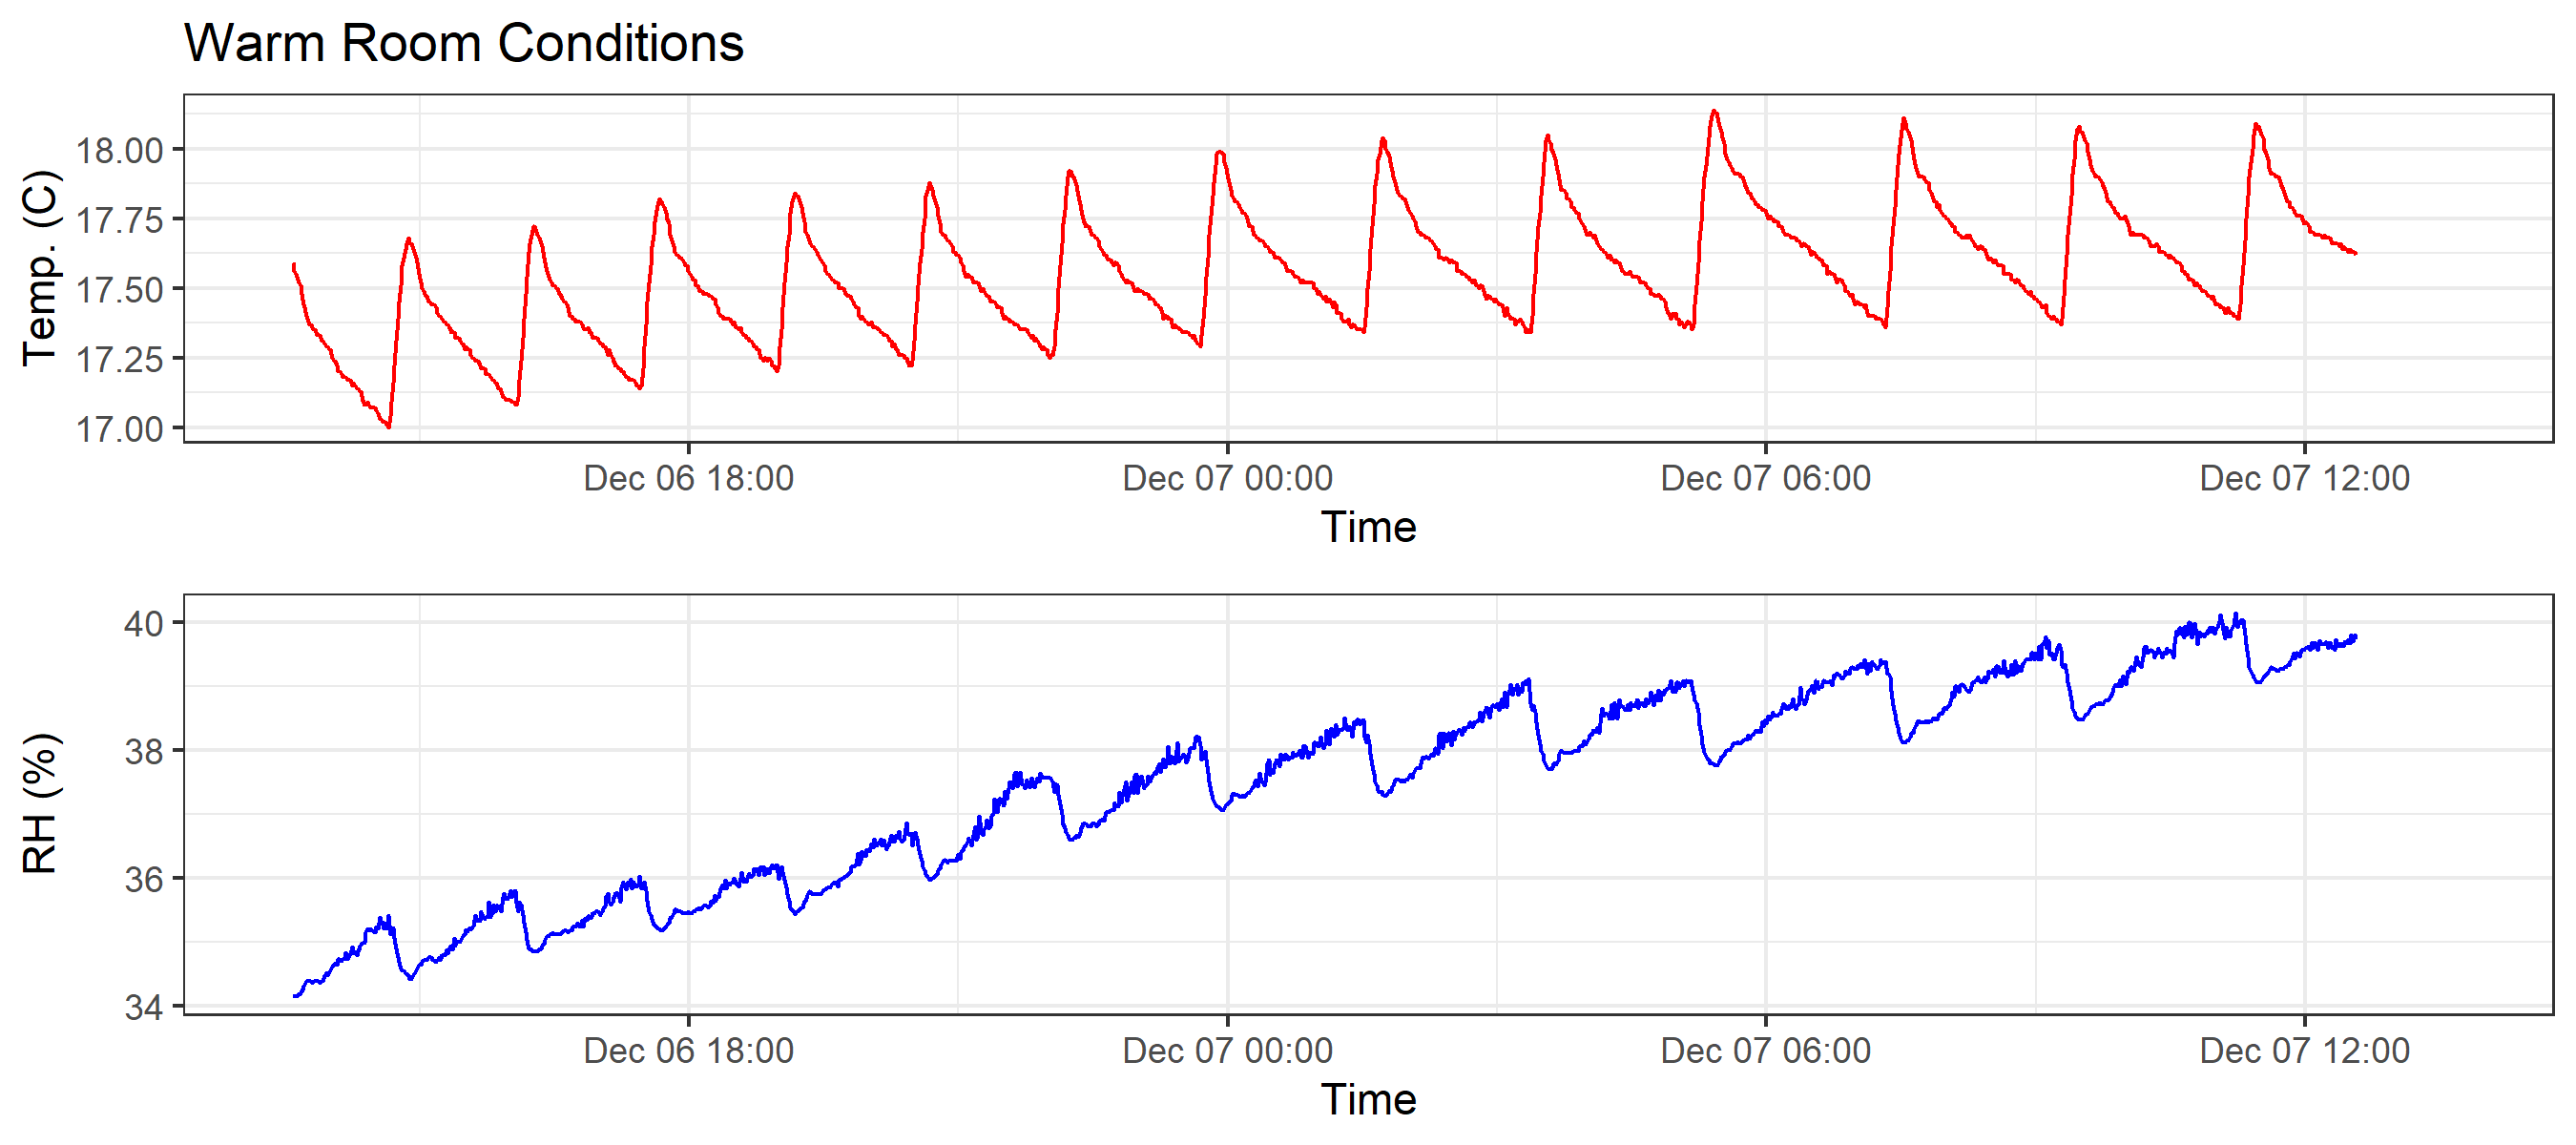 Warm Room Conditions
Temp. (C)
18.00
17.75
17.50
17.25
17.00
Dec 06 18:00 Dec 07 00:00 Dec 07 06:00 Dec 07 12:00
Time
RH (%)
40
38
36
34
Dec 06 18:00 Dec 07 00:00 Dec 07 06:00 Dec 07 12:00
Time